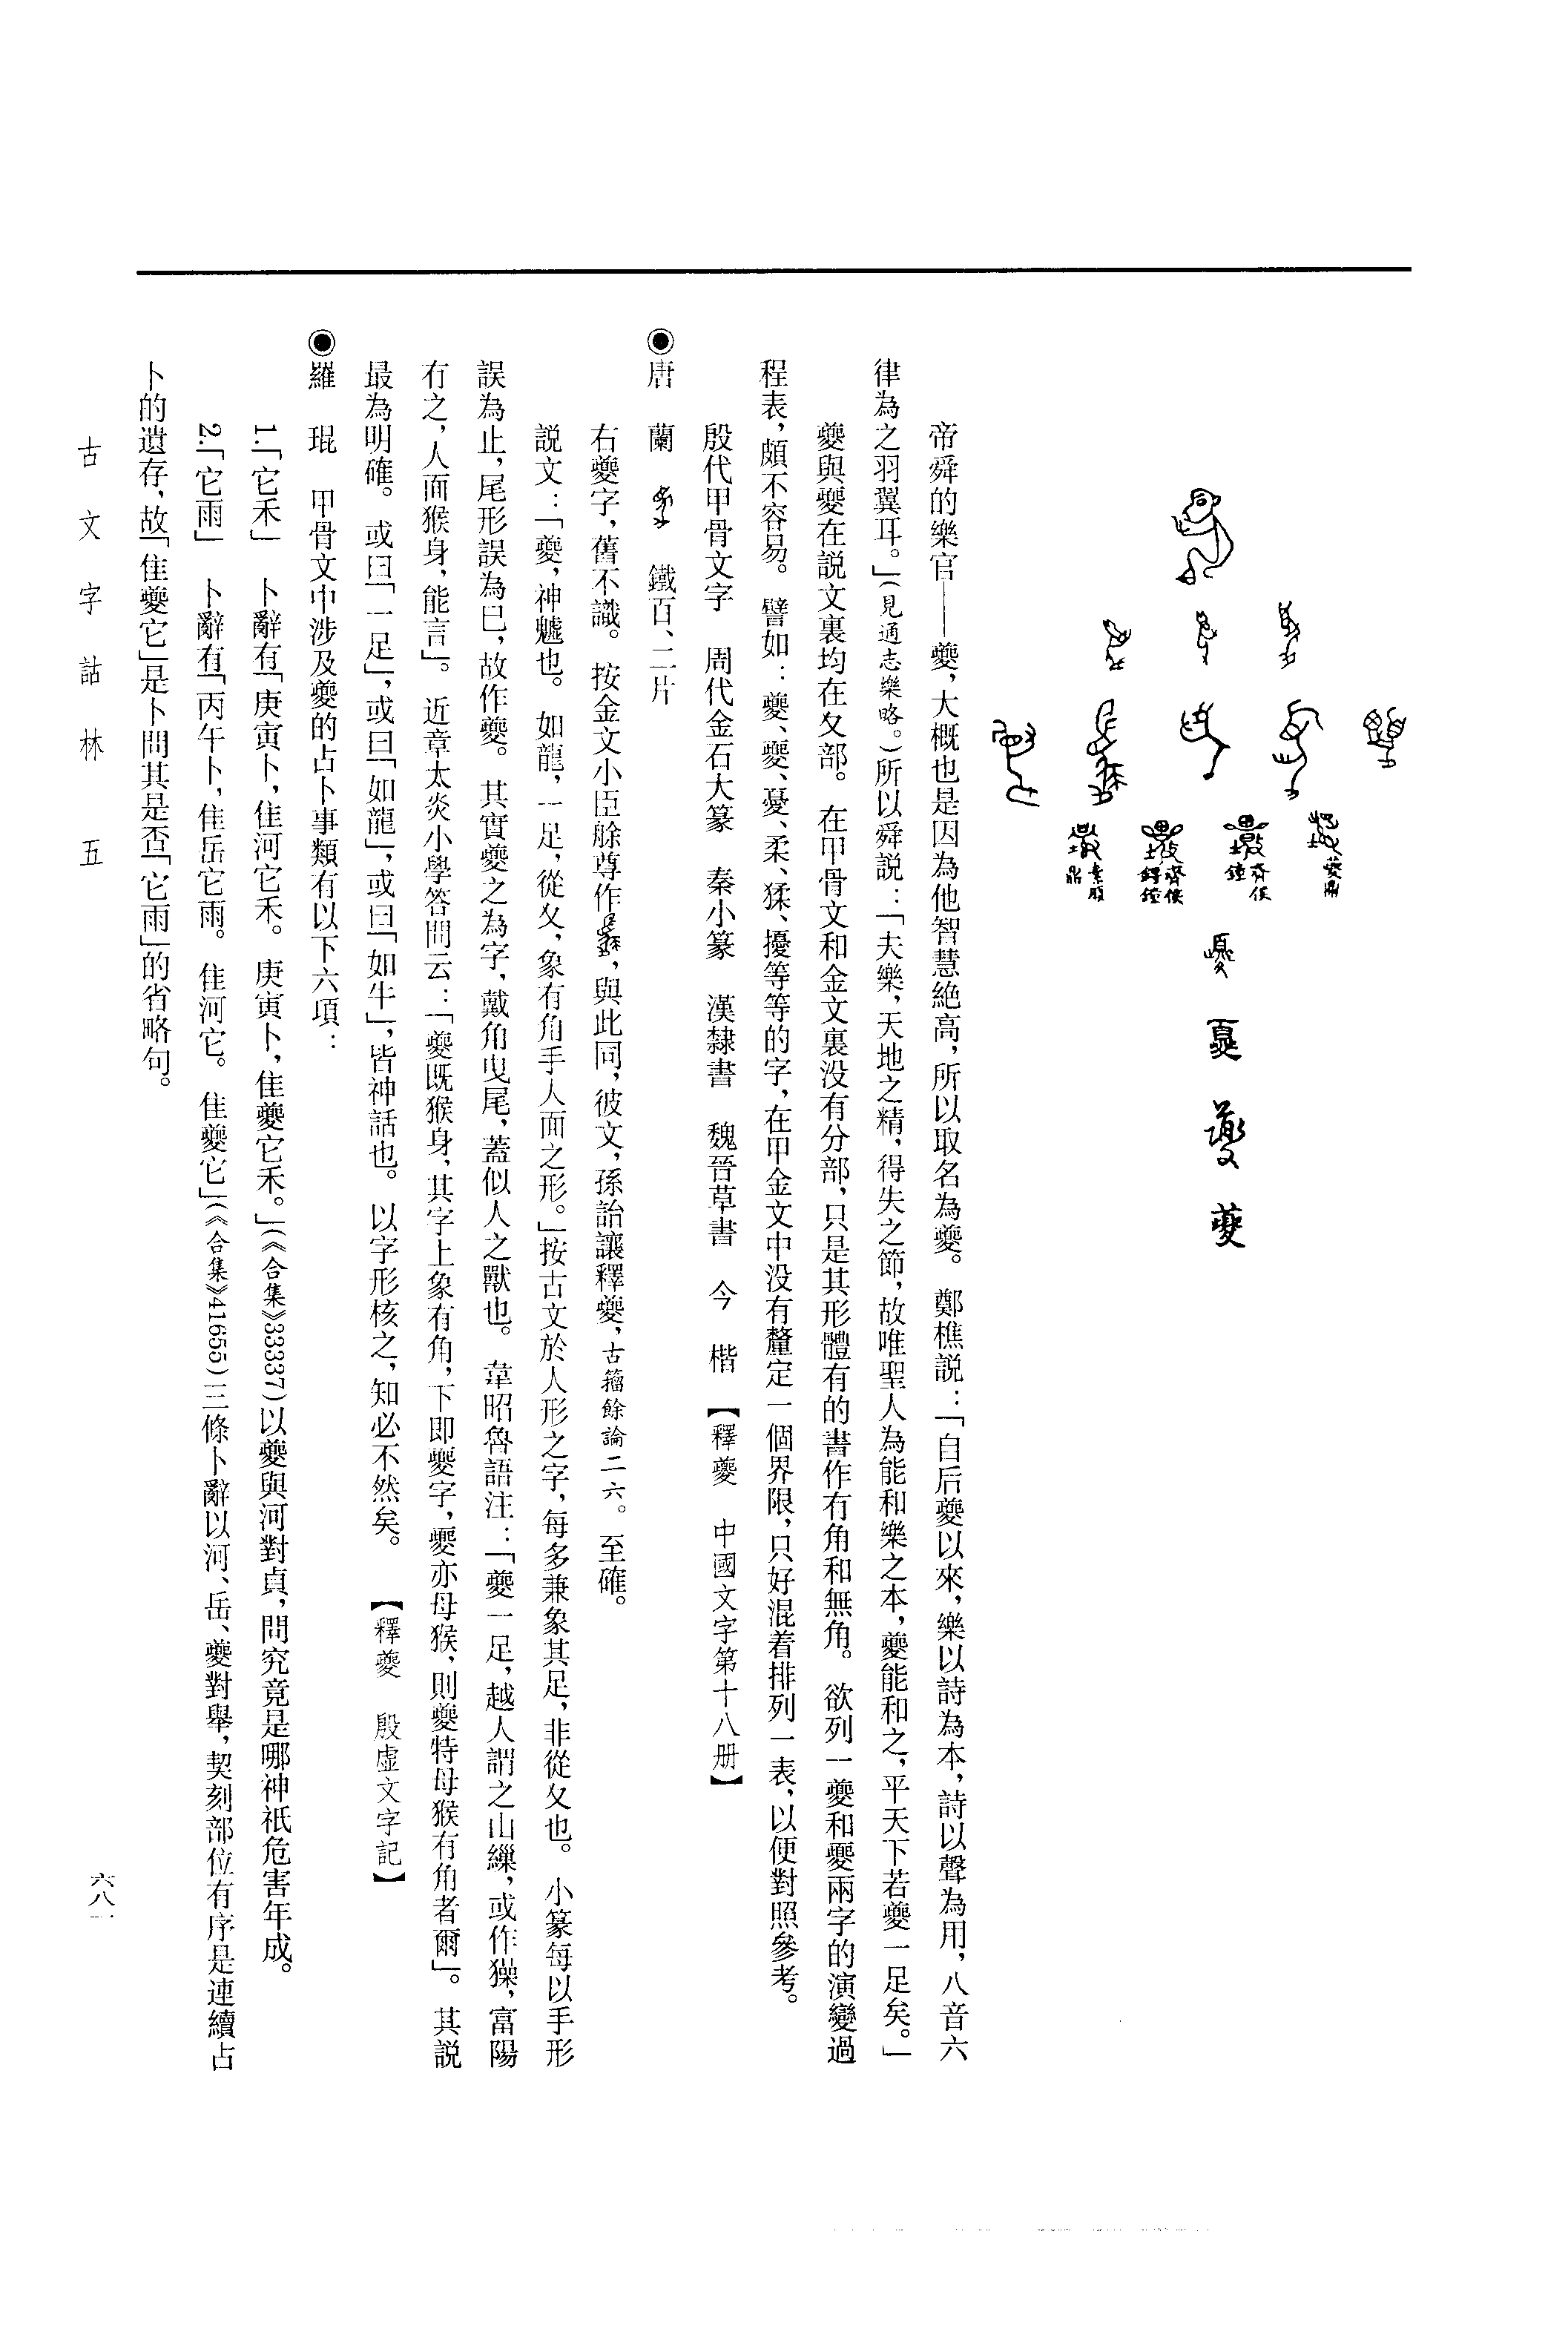 夔鼎
齊侯鐘
齊侯鎛鐘
素脰鼎
夔
夔
夔
夔
帝舜的樂官——夔，大概也是因為他智慧絕高，所以取名為夔。鄭樵説：「自后夔以來，樂以詩為本，詩以聲為用，八音六
律為之羽翼耳。」（見通志樂略。）所以舜説：「夫樂，天地之精，得失之節，故唯聖人為能和樂之本，夔能和之，平天下若夔一足矣。」
夔與夒在説文裏均在夊部。在甲骨文和金文裏没有分部，只是其形體有的書作有角和無角。欲列一夔和夒兩字的演變過
程表，頗不容易。譬如：夔、夒、憂、柔、猱、擾等等的字，在甲金文中没有釐定一個界限，只好混着排列一表，以便對照參考。
殷代甲骨文字　周代金石大篆　秦小篆　漢隸書　魏晉草書　今　楷　【釋夔　中國文字第十八册】
◉唐　蘭　鐵百、二片
右夔字，舊不識。按金文小臣艅尊作，與此同，彼文，孫詒讓釋夔，古籀餘論二六。至確。
説文：「夔，神魖也。如龍，一足，從夊，象有角手人面之形。」按古文於人形之字，每多兼象其足，非從夊也。小篆每以手形
誤為止，尾形誤為巳，故作夔。其實夔之為字，戴角曳尾，蓋似人之獸也。韋昭魯語注：「夔一足，越人謂之山繅，或作獟，富陽
有之，人面猴身，能言」。近章太炎小學答問云：「夔既猴身，其字上象有角，下即夒字，夒亦母猴，則夔特母猴有角者爾」。其説
最為明確。或曰「一足」，或曰「如龍」，或曰「如牛」，皆神話也。以字形核之，知必不然矣。　【釋夔　殷虛文字記】
◉羅　琨　甲骨文中涉及夔的占卜事類有以下六項：
1.「它禾」　卜辭有「庚寅卜，隹河它禾。庚寅卜，隹夔它禾。」（《合集》33337）以夔與河對貞，問究竟是哪神祇危害年成。
2.「它雨」　卜辭有「丙午卜，隹岳它雨。隹河它。隹夔它」（《合集》41655）三條卜辭以河、岳、夔對舉，契刻部位有序是連續占
卜的遺存，故「隹夔它」是卜問其是否「它雨」的省略句。
古文字詁林　五
六八一